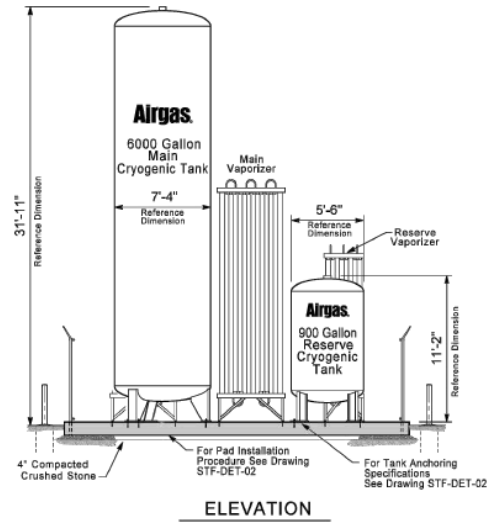 31'-11"
Reference Dimension
Airgas.
6000 Gallon
Main
Cryogenic Tank
7'-4"
Reference
Dimension
Main
Vaporizer
5'-6"
Reference
Dimension
Reserve
Vaporizer
Airgas.
900 Gallon
Reserve
Cryogenic
Tank
11'-2"
Reference Dimension
4" Compacted
Crushed Stone
For Pad Installation
Procedure See Drawing
STF-DET-02
For Tank Anchoring
Specifications
See Drawing STF-DET-02
ELEVATION